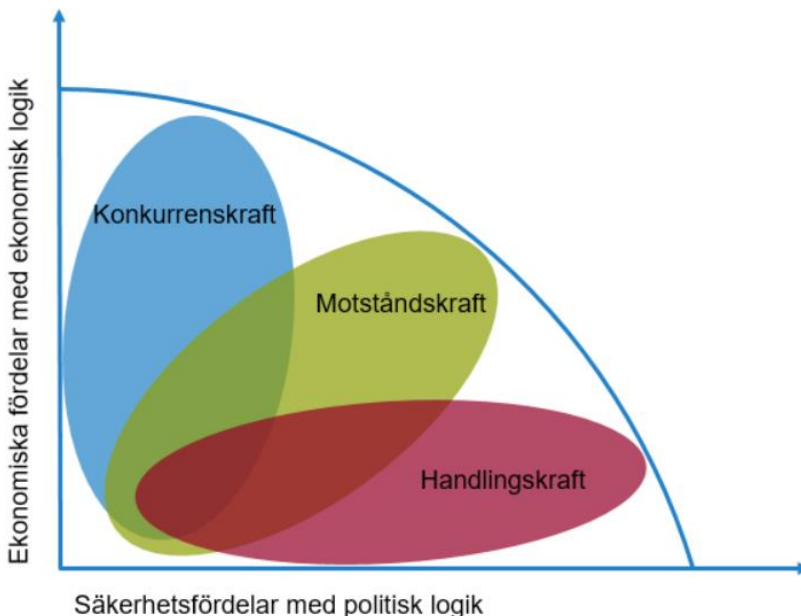 Ekonomiska fördelar med ekonomisk logik
Konkurrenskraft
Motståndskraft
Handlingskraft
Säkerhetsfördelar med politisk logik